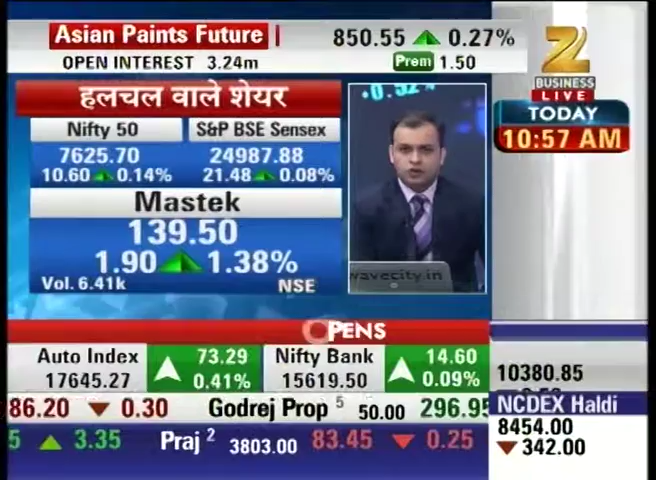 Asian Paints Future
850.55 0.27%
OPEN INTEREST 3.24m
Prem 1.50
Z
BUSINESS
LIVE
TODAY
10:57 AM
हलचल वाले शेयर
Nifty 50
7625.70
10.60 0.14%
S&P BSE Sensex
24987.88
21.48 0.08%
Mastek
139.50
1.90 1.38%
Vol. 6.41k NSE
wavecity.in
OPENS
Auto Index
17645.27
73.29
0.41%
Nifty Bank
15619.50
14.60
0.09%
10380.85
86.20 0.30 Godrej Prop 5 50.00 296.95
5 3.35 Praj 2 3803.00 83.45 0.25
NCDEX Haldi
8454.00
342.00